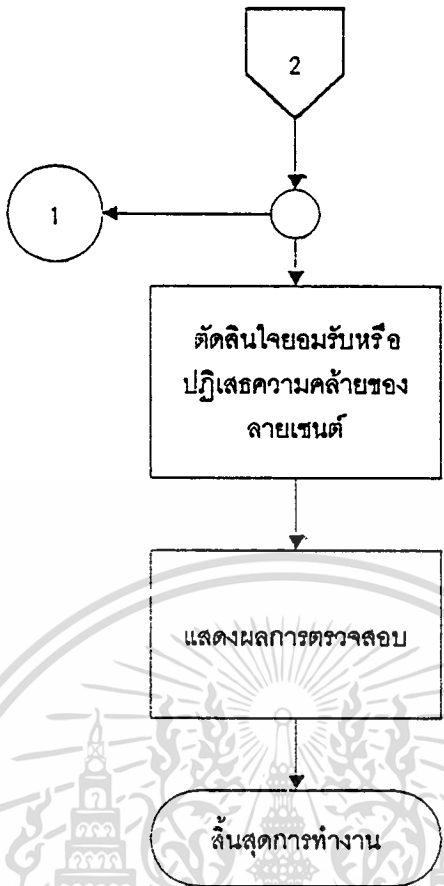 2
1
ตัดสินใจยอมรับหรือ
ปฏิเสธความคล้ายของ
ลายเซนต์
แสดงผลการตรวจสอบ
สิ้นสุดการทำงาน